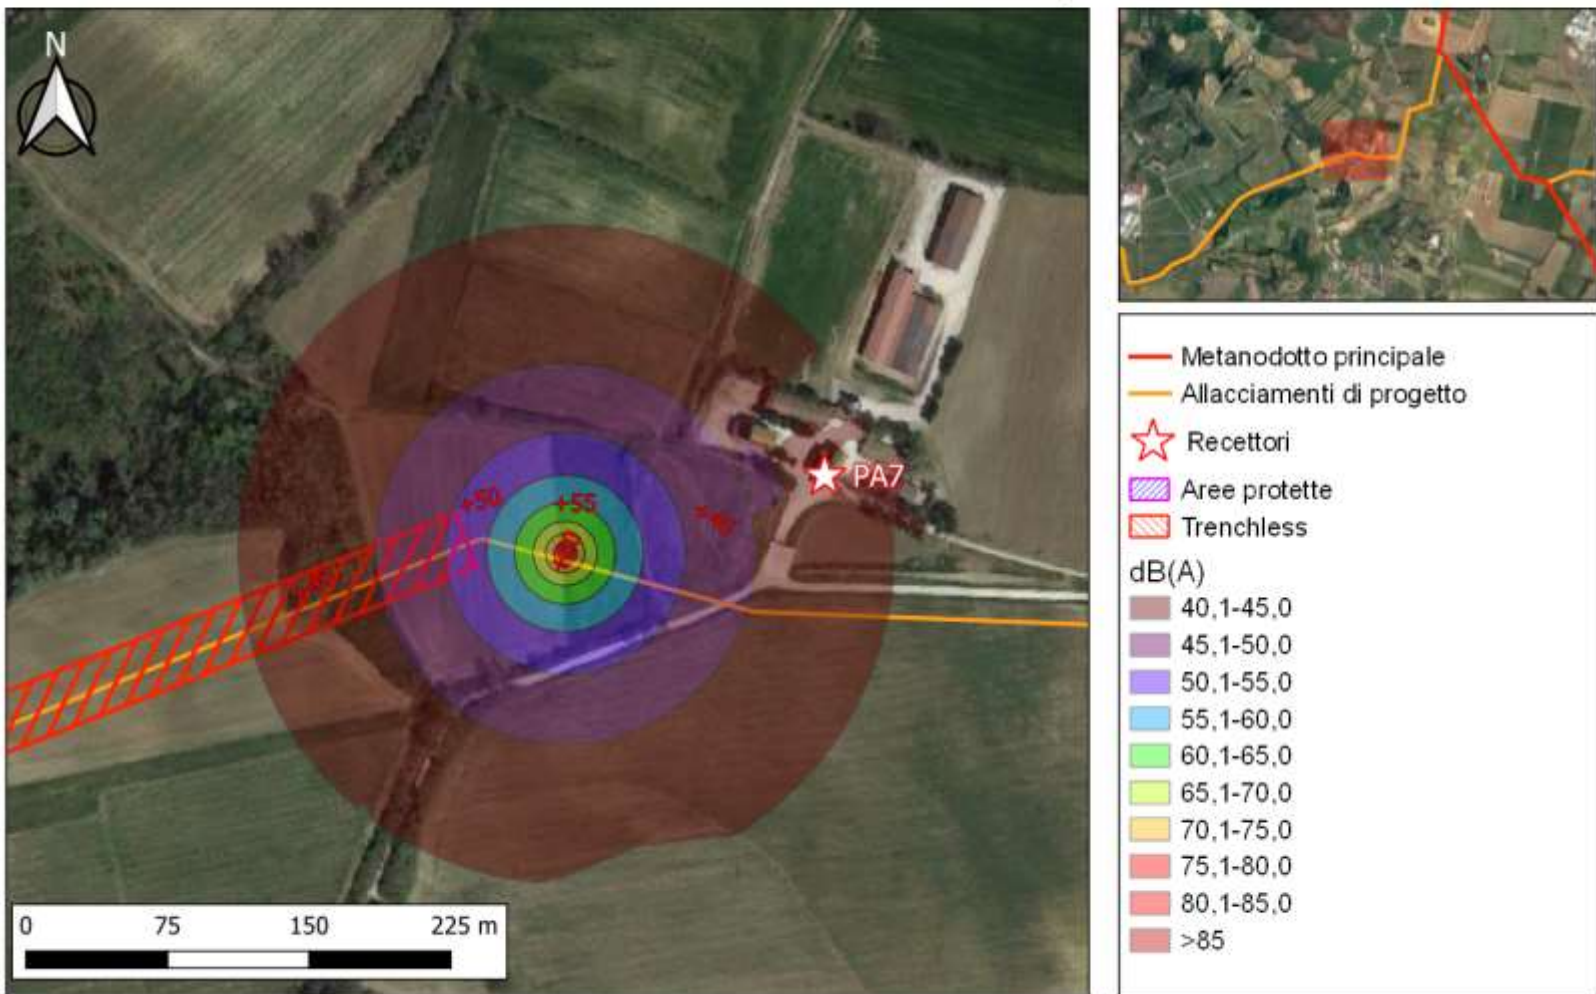 N
+50
+55
PA7
0 75 150 225 m
Metanodotto principale
Allacciamenti di progetto
Recettori
Aree protette
Trenchless
dB(A)
40,1-45,0
45,1-50,0
50,1-55,0
55,1-60,0
60,1-65,0
65,1-70,0
70,1-75,0
75,1-80,0
80,1-85,0
>85